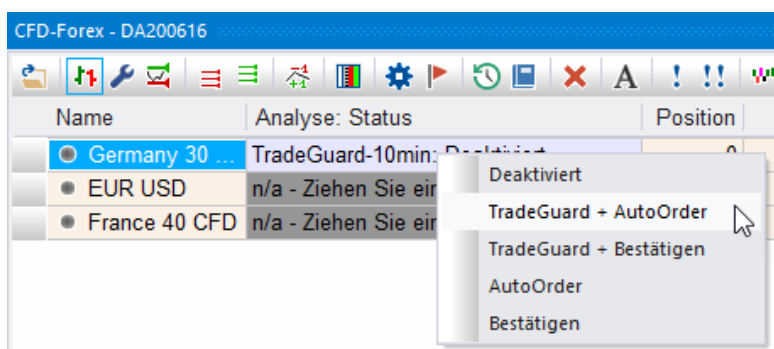 CFD-Forex - DA200616
A ! !!
Name Analyse: Status Position
Germany 30 ... TradeGuard-10min: Deaktiviert 0
EUR USD n/a - Ziehen Sie ein
France 40 CFD n/a - Ziehen Sie ein
Deaktiviert
TradeGuard + AutoOrder
TradeGuard + Bestätigen
AutoOrder
Bestätigen